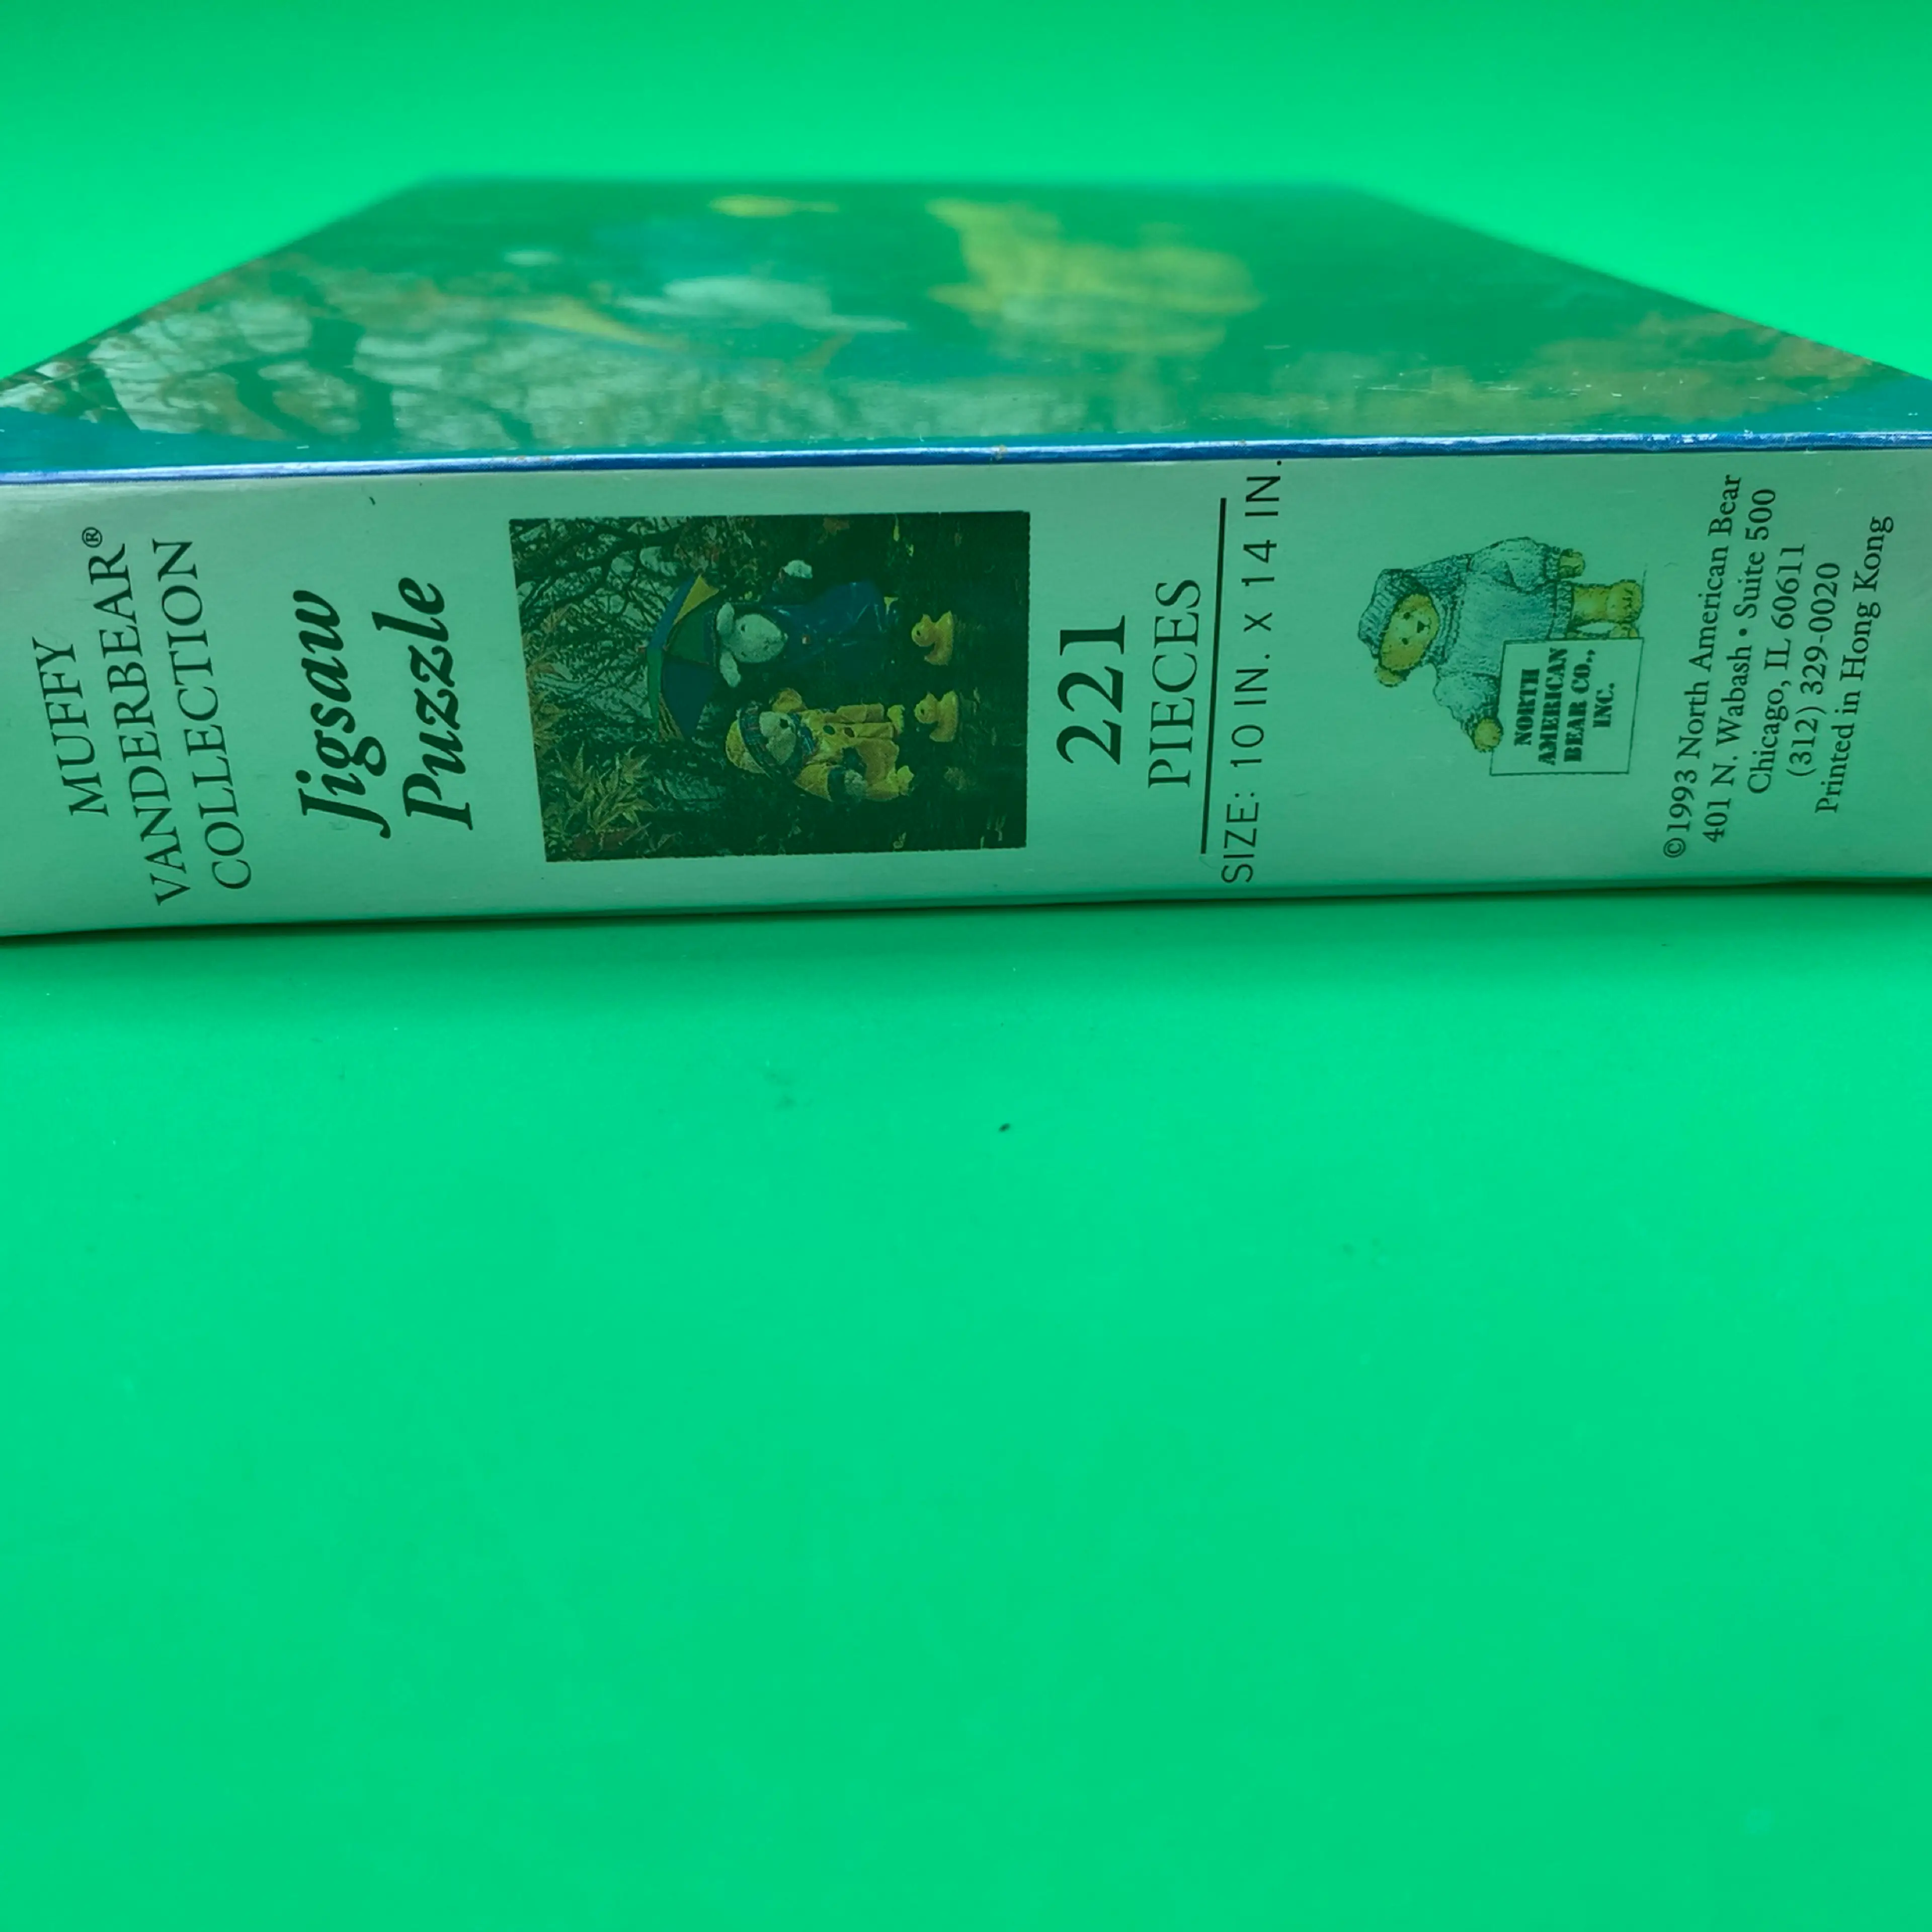 MUFFY
VANDERBEAR®
COLLECTION
Jigsaw
Puzzle
221
PIECES
SIZE: 10 IN. X 14 IN.
NORTH
AMERICAN
BEAR CO.,
INC.
©1993 North American Bear
401 N. Wabash • Suite 500
Chicago, IL 60611
(312) 329-0020
Printed in Hong Kong